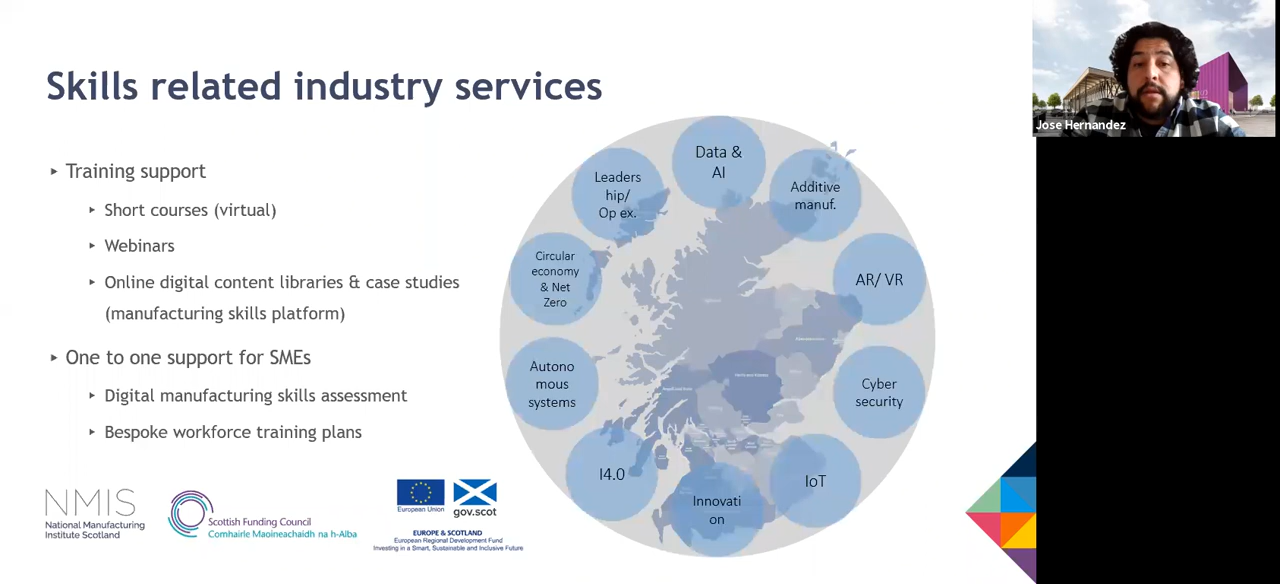 Skills related industry services
Training support
Short courses (virtual)
Webinars
Online digital content libraries & case studies
(manufacturing skills platform)
One to one support for SMEs
Digital manufacturing skills assessment
Bespoke workforce training plans
Data &
AI
Additive
manuf.
AR/ VR
Cyber
security
IoT
Innovati
on
I4.0
Autono
mous
systems
Circular
economy
& Net
Zero
Leaders
hip/
Op ex.
NMIS
National Manufacturing
Institute Scotland
Scottish Funding Council
Comhairle Maoineachaidh na h-Alba
European Union
gov.scot
EUROPE & SCOTLAND
European Regional Development Fund
Investing in a Smart, Sustainable and Inclusive Future
Jose Hernandez